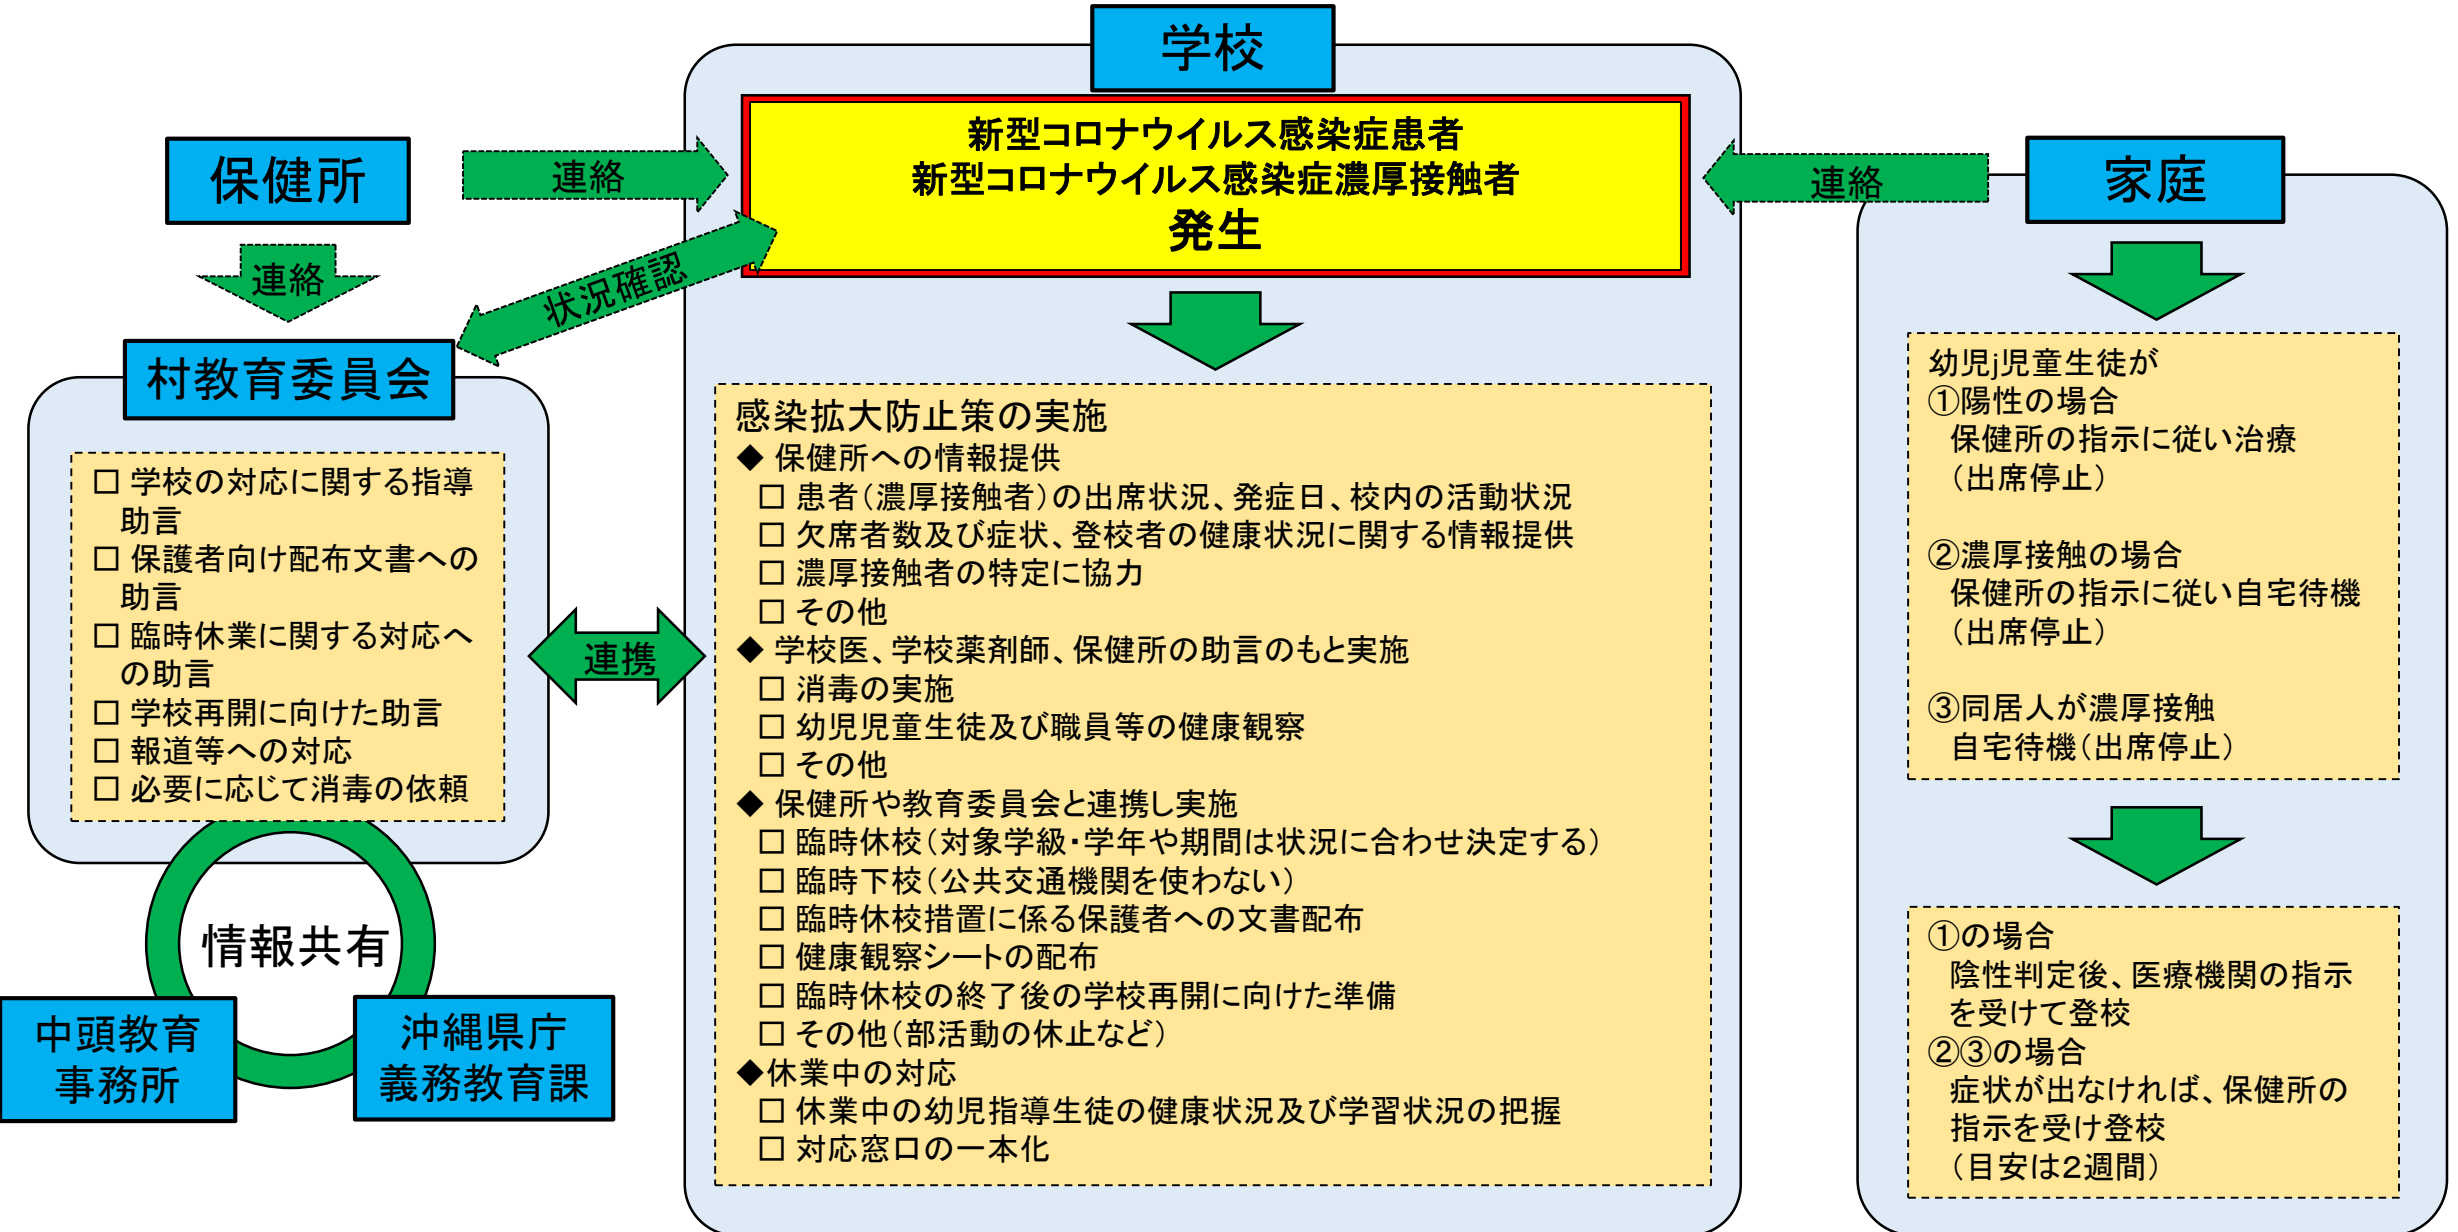 学校
新型コロナウイルス感染症患者
新型コロナウイルス感染症濃厚接触者
発生
保健所
連絡
連絡
状況確認
連絡
家庭
村教育委員会
□ 学校の対応に関する指導
助言
□ 保護者向け配布文書への
助言
□ 臨時休業に関する対応へ
の助言
□ 学校再開に向けた助言
□ 報道等への対応
□ 必要に応じて消毒の依頼
情報共有
中頭教育
事務所
沖縄県庁
義務教育課
連携
感染拡大防止策の実施
◆ 保健所への情報提供
□ 患者（濃厚接触者）の出席状況、発症日、校内の活動状況
□ 欠席者数及び症状、登校者の健康状況に関する情報提供
□ 濃厚接触者の特定に協力
□ その他
◆ 学校医、学校薬剤師、保健所の助言のもと実施
□ 消毒の実施
□ 幼児児童生徒及び職員等の健康観察
□ その他
◆ 保健所や教育委員会と連携し実施
□ 臨時休校（対象学級・学年や期間は状況に合わせ決定する）
□ 臨時下校（公共交通機関を使わない）
□ 臨時休校措置に係る保護者への文書配布
□ 健康観察シートの配布
□ 臨時休校の終了後の学校再開に向けた準備
□ その他（部活動の休止など）
◆休業中の対応
□ 休業中の幼児指導生徒の健康状況及び学習状況の把握
□ 対応窓口の一本化
幼児j児童生徒が
①陽性の場合
保健所の指示に従い治療
（出席停止）
②濃厚接触の場合
保健所の指示に従い自宅待機
（出席停止）
③同居人が濃厚接触
自宅待機（出席停止）
①の場合
陰性判定後、医療機関の指示
を受けて登校
②③の場合
症状が出なければ、保健所の
指示を受け登校
（目安は２週間）